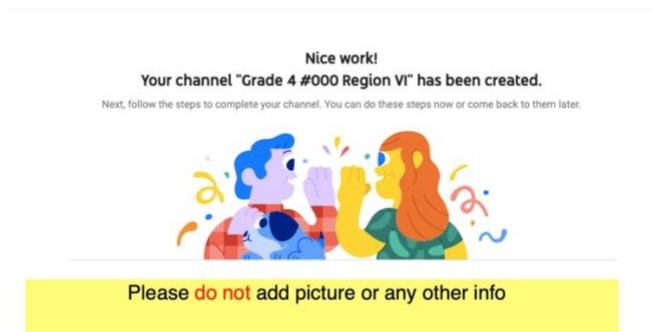 Nice work!
Your channel "Grade 4 #000 Region VI" has been created.
Next, follow the steps to complete your channel. You can do these steps now or come back to them later.
Please do not add picture or any other info